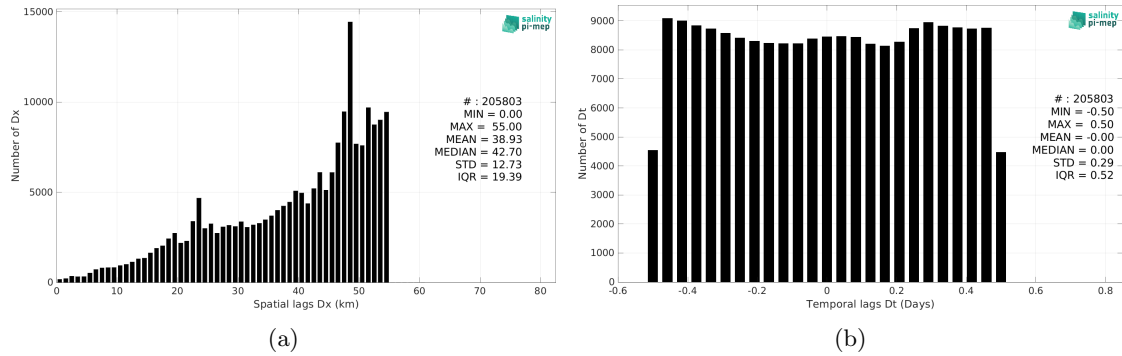 15000
10000
5000
0
Number of Dx
0 10 20 30 40 50 60 70 80
Spatial lags Dx (km)
salinity
pi-mep
# : 205803
MIN = 0.00
MAX = 55.00
MEAN = 38.93
MEDIAN = 42.70
STD = 12.73
IQR = 19.39
(a)
9000
8000
7000
6000
5000
4000
3000
2000
1000
0
Number of Dt
-0.6 -0.4 -0.2 0 0.2 0.4 0.6 0.8
Temporal lags Dt (Days)
salinity
pi-mep
# : 205803
MIN = -0.50
MAX = 0.50
MEAN = -0.00
MEDIAN = 0.00
STD = 0.29
IQR = 0.52
(b)